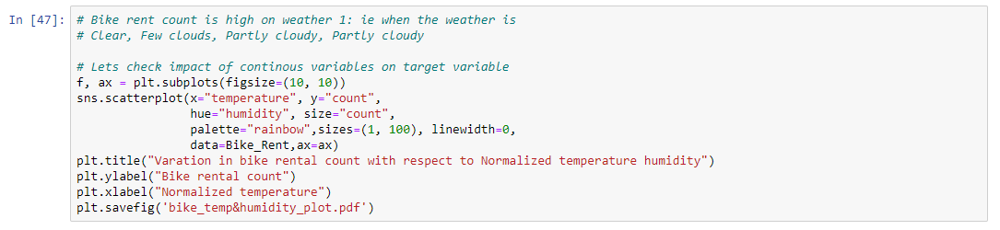 In [47]: # Bike rent count is high on weather 1: ie when the weather is
# Clear, Few clouds, Partly cloudy, Partly cloudy
# Lets check impact of continous variables on target variable
f, ax = plt.subplots(figsize=(10, 10))
sns.scatterplot(x="temperature", y="count",
hue="humidity", size="count",
palette="rainbow",sizes=(1, 100), linewidth=0,
data=Bike_Rent,ax=ax)
plt.title("Varation in bike rental count with respect to Normalized temperature humidity")
plt.ylabel("Bike rental count")
plt.xlabel("Normalized temperature")
plt.savefig('bike_temp&humidity_plot.pdf')